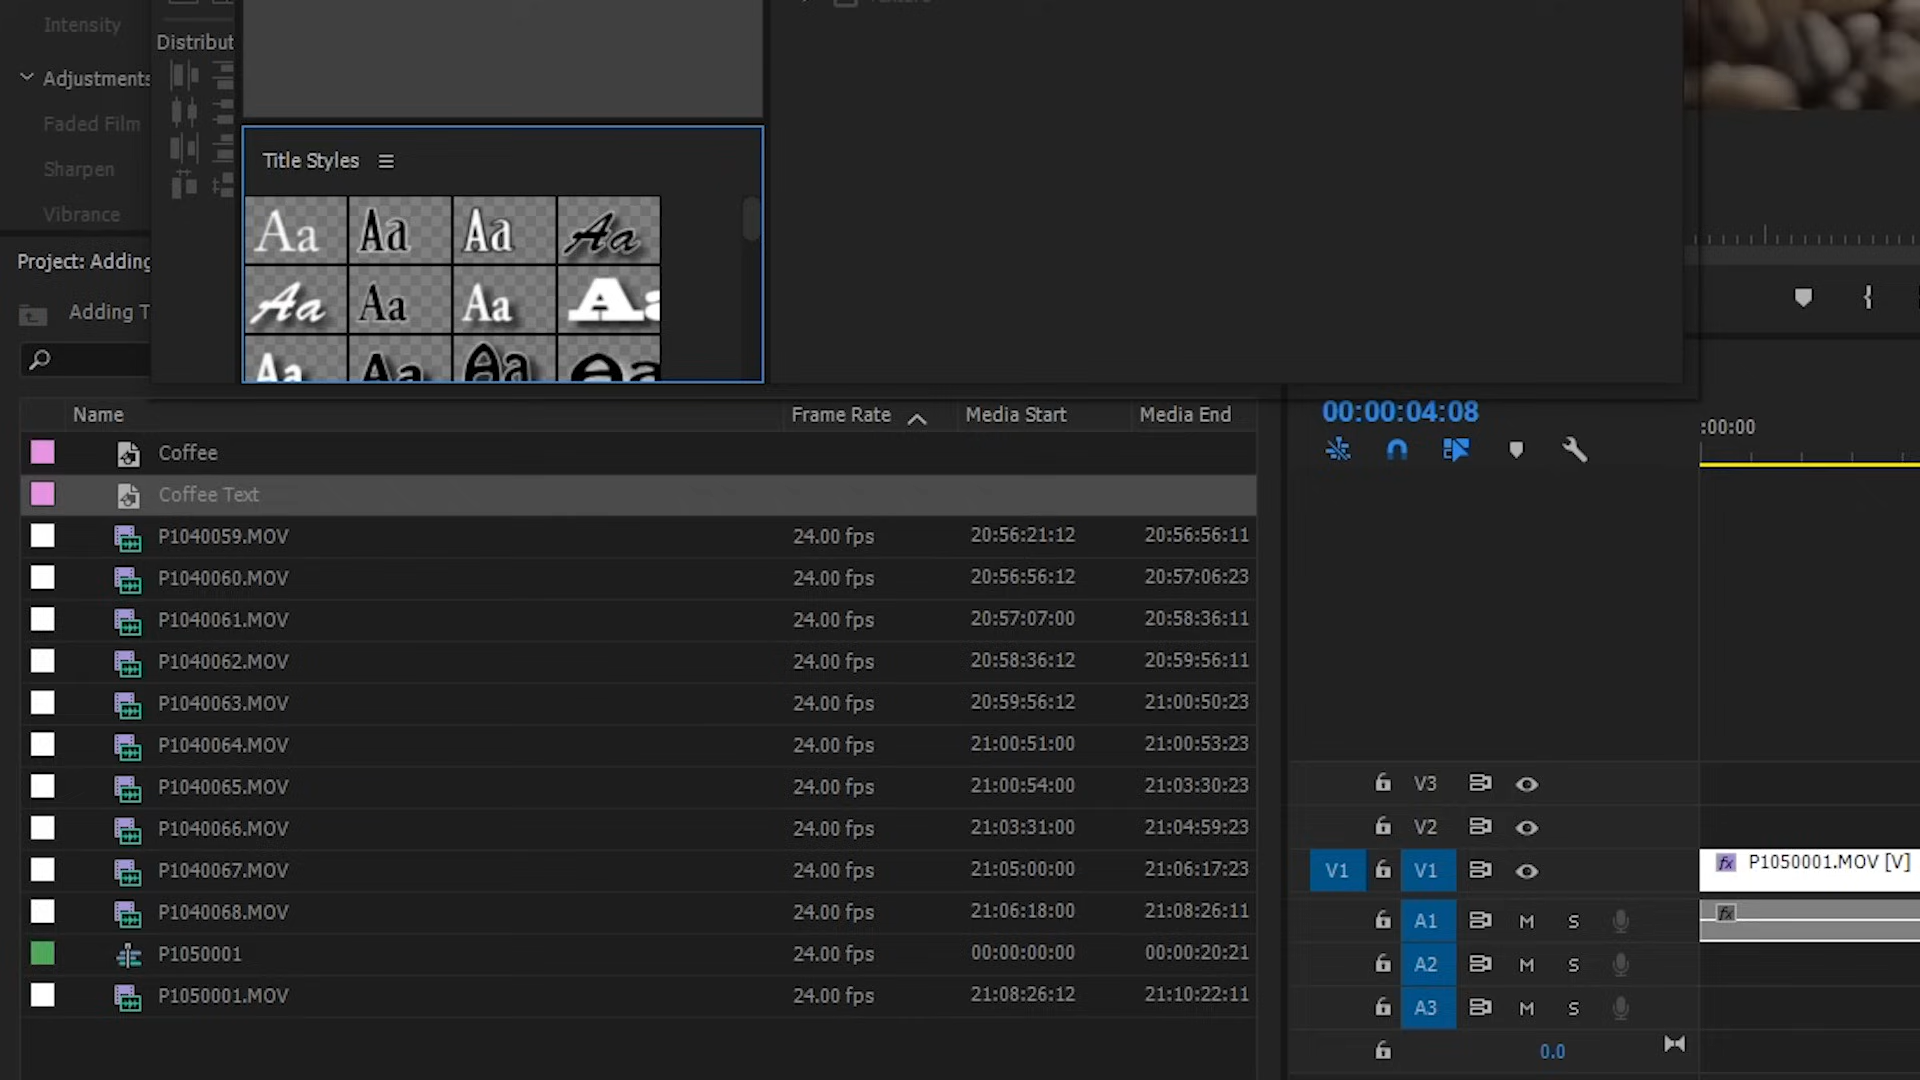 Intensity
Distribut
Adjustments
Faded Film
Sharpen
Vibrance
Title Styles
Aa Aa Aa Aa
Aa Aa Aa Aa
Aa Aa Aa Aa
Project: Adding
Adding T
Name Frame Rate Media Start Media End
Coffee
Coffee Text
P1040059.MOV 24.00 fps 20:56:21:12 20:56:56:11
P1040060.MOV 24.00 fps 20:56:56:12 20:57:06:23
P1040061.MOV 24.00 fps 20:57:07:00 20:58:36:11
P1040062.MOV 24.00 fps 20:58:36:12 20:59:56:11
P1040063.MOV 24.00 fps 20:59:56:12 21:00:50:23
P1040064.MOV 24.00 fps 21:00:51:00 21:00:53:23
P1040065.MOV 24.00 fps 21:00:54:00 21:03:30:23
P1040066.MOV 24.00 fps 21:03:31:00 21:04:59:23
P1040067.MOV 24.00 fps 21:05:00:00 21:06:17:23
P1040068.MOV 24.00 fps 21:06:18:00 21:08:26:11
P1050001 24.00 fps 00:00:00:00 00:00:20:21
P1050001.MOV 24.00 fps 21:08:26:12 21:10:22:11
00:00:04:08
:00:00
V3
V2
V1 V1 fx P1050001.MOV [V]
A1 M S fx
A2 M S
A3 M S
0.0